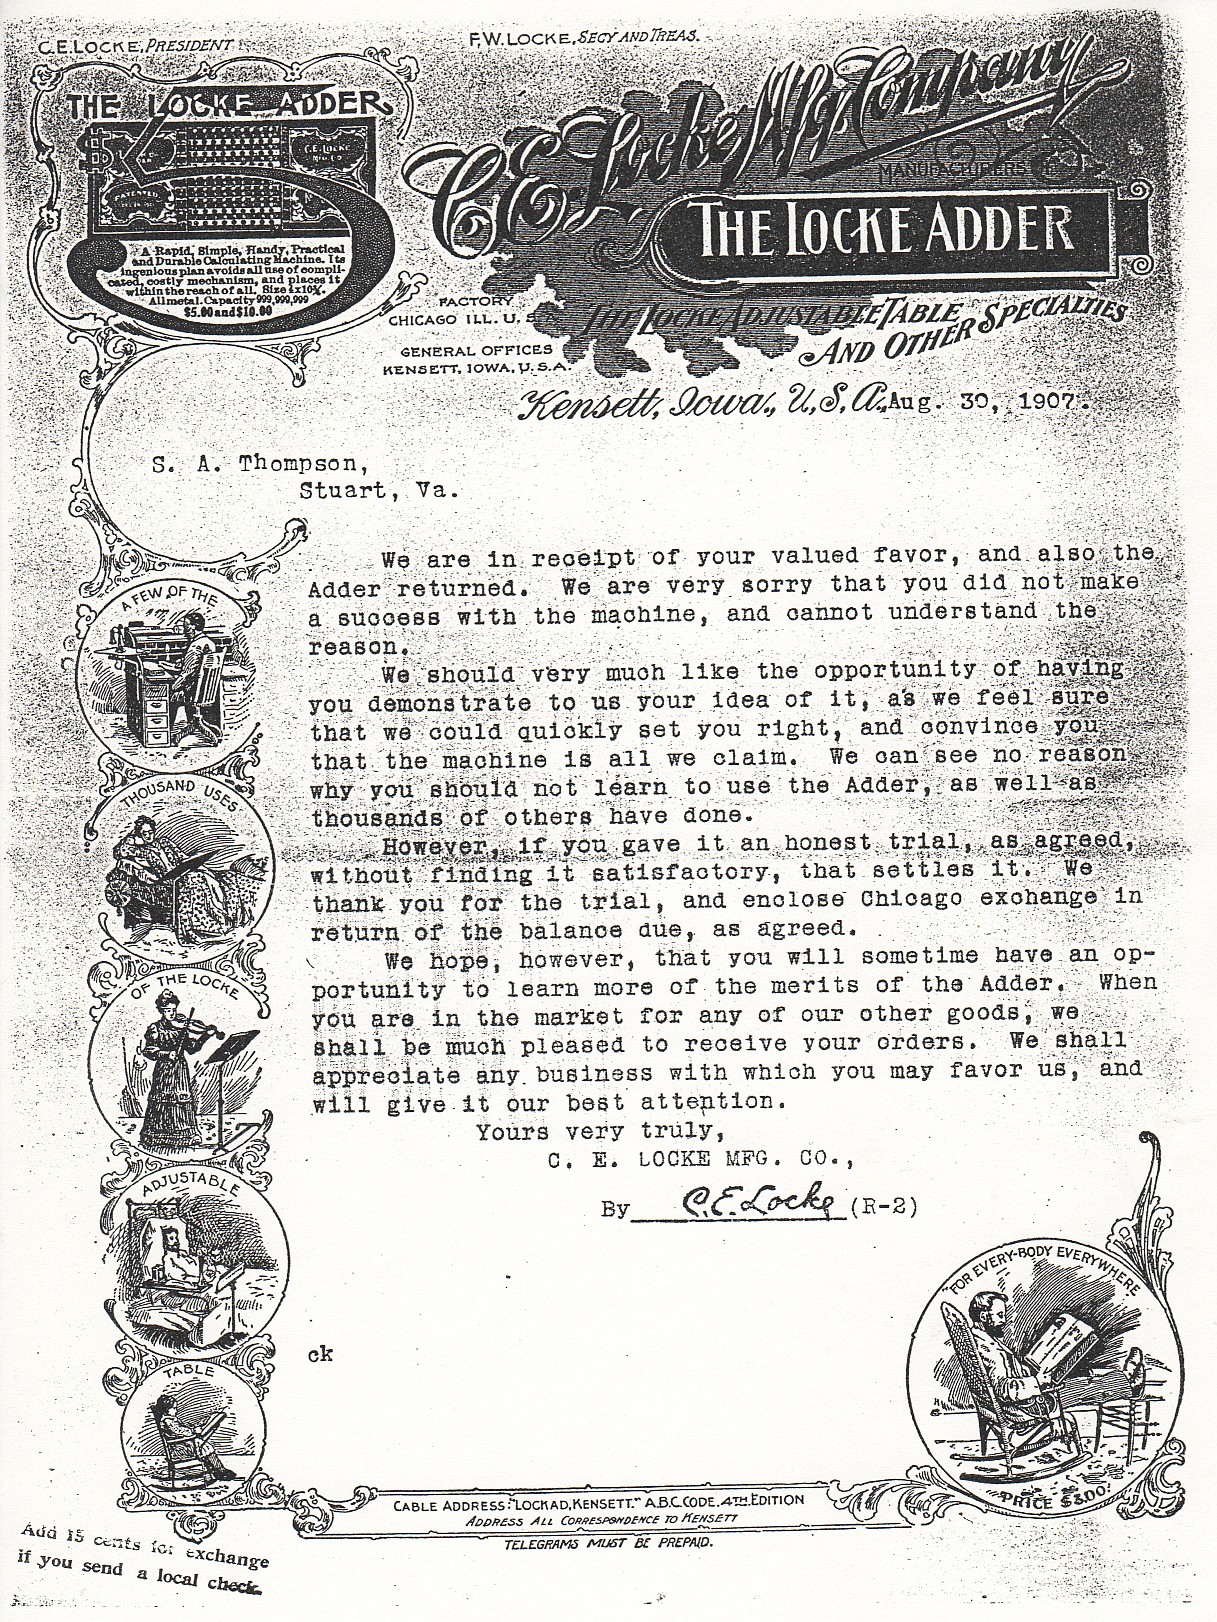 C.E.LOCKE, PRESIDENT
F.W.LOCKE, SECY AND TREAS.
THE LOCKE ADDER
C.E. LOCKE
MFG. CO
PATENTED
A Rapid, Simple, Handy, Practical
and Durable Calculating Machine. Its
ingenious plan avoids all use of compli-
cated, costly mechanism, and places it
within the reach of all. Size 4x10½.
All metal. Capacity 999,999,999
$5.00 and $10.00
C.E. Locke Mfg. Company
MANUFACTURERS
THE LOCKE ADDER
THE LOCKE ADJUSTABLE TABLE
AND OTHER SPECIALTIES
FACTORY
CHICAGO ILL. U. S.
GENERAL OFFICES
KENSETT, IOWA, U.S.A.
Kensett, Iowa, U.S.A., Aug. 30, 1907.
S. A. Thompson,
Stuart, Va.
We are in receipt of your valued favor, and also the
Adder returned. We are very sorry that you did not make
a success with the machine, and cannot understand the
reason.
We should very much like the opportunity of having
you demonstrate to us your idea of it, as we feel sure
that we could quickly set you right, and convince you
that the machine is all we claim. We can see no reason
why you should not learn to use the Adder, as well as
thousands of others have done.
However, if you gave it an honest trial, as agreed,
without finding it satisfactory, that settles it. We
thank you for the trial, and enclose Chicago exchange in
return of the balance due, as agreed.
We hope, however, that you will sometime have an op-
portunity to learn more of the merits of the Adder. When
you are in the market for any of our other goods, we
shall be much pleased to receive your orders. We shall
appreciate any business with which you may favor us, and
will give it our best attention.
Yours very truly,
C. E. LOCKE MFG. CO.,
By C.E. Locke (R-2)
ck
A FEW OF THE
THOUSAND USES
OF THE LOCKE
ADJUSTABLE
TABLE
"FOR EVERY-BODY EVERYWHERE
PRICE $3.00.
CABLE ADDRESS: "LOCKAD, KENSETT." A.B.C. CODE. 4TH. EDITION
ADDRESS ALL CORRESPONDENCE TO KENSETT
TELEGRAMS MUST BE PREPAID.
Add 15 cents for exchange
if you send a local check.